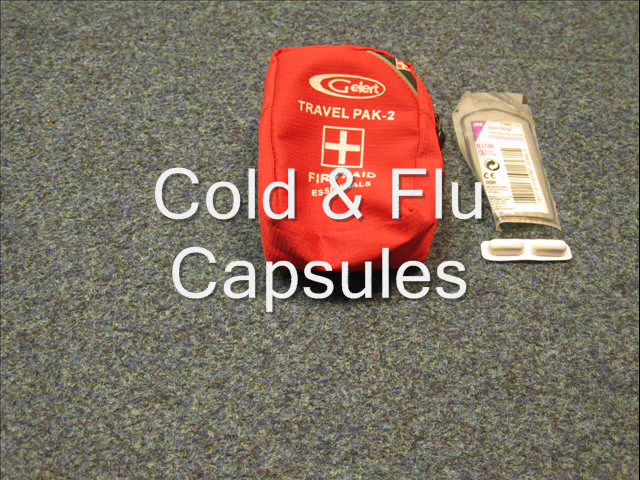 Gelert
TRAVEL PAK-2
FIRST AID
ESSENTIALS
Cold & Flu
Capsules